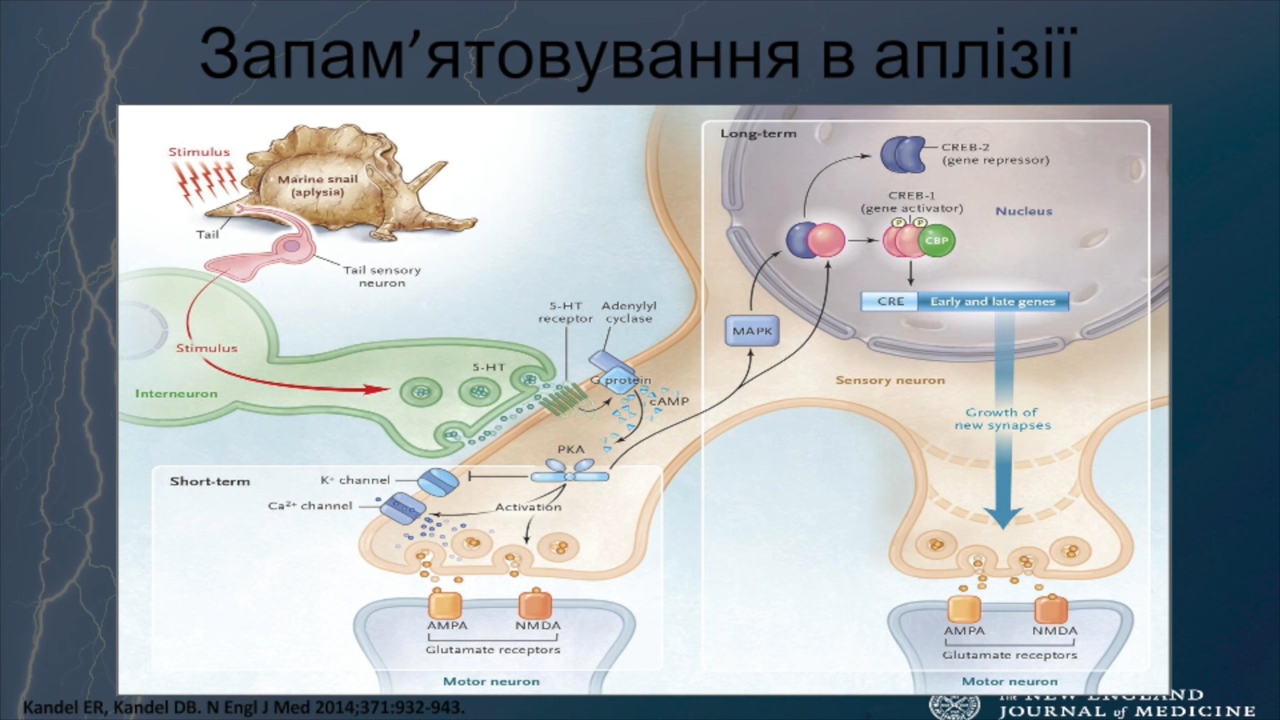 Запам’ятовування в аплізії
Stimulus
Marine snail
(aplysia)
Tail
Tail sensory
neuron
Stimulus
Interneuron
5-HT
5-HT
receptor
Adenylyl
cyclase
G protein
cAMP
PKA
Short-term
K+ channel
Ca2+ channel
Activation
AMPA
NMDA
Glutamate receptors
Motor neuron
Long-term
CREB-2
(gene repressor)
CREB-1
(gene activator)
Nucleus
P
P
CBP
CRE
Early and late genes
MAPK
Sensory neuron
Growth of
new synapses
AMPA
NMDA
Glutamate receptors
Motor neuron
Kandel ER, Kandel DB. N Engl J Med 2014;371:932-943.
The NEW ENGLAND
JOURNAL of MEDICINE